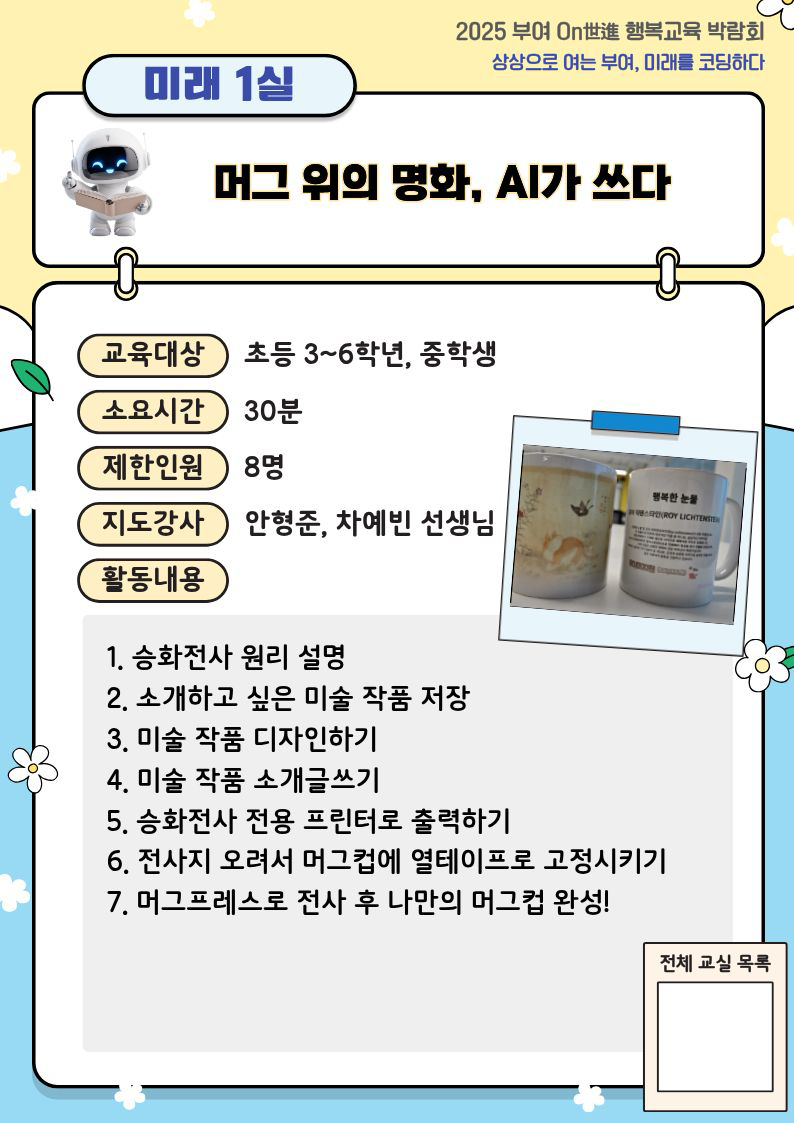 2025 부여 On世進 행복교육 박람회
상상으로 여는 부여, 미래를 코딩하다
미래 1실
머그 위의 명화, AI가 쓰다
교육대상 초등 3~6학년, 중학생
소요시간 30분
제한인원 8명
지도강사 안형준, 차예빈 선생님
활동내용
행복한 눈물
(ROY LICHTENSTEIN)
1. 승화전사 원리 설명
2. 소개하고 싶은 미술 작품 저장
3. 미술 작품 디자인하기
4. 미술 작품 소개글쓰기
5. 승화전사 전용 프린터로 출력하기
6. 전사지 오려서 머그컵에 열테이프로 고정시키기
7. 머그프레스로 전사 후 나만의 머그컵 완성!
전체 교실 목록